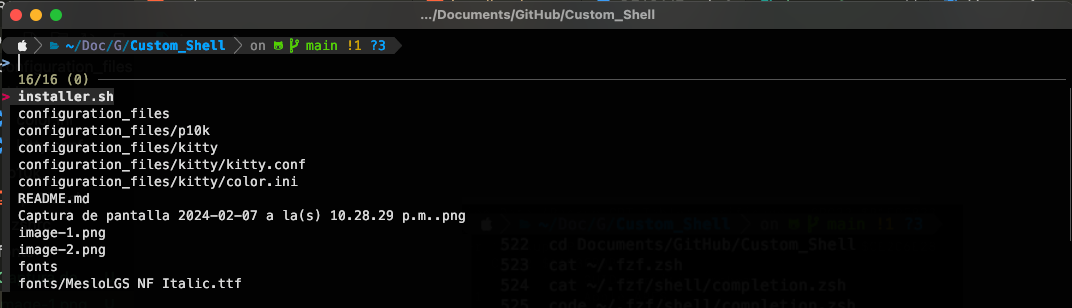 .../Documents/GitHub/Custom_Shell
~/Doc/G/Custom_Shell on main !1 ?3
>
16/16 (0)
> installer.sh
configuration_files
configuration_files/p10k
configuration_files/kitty
configuration_files/kitty/kitty.conf
configuration_files/kitty/color.ini
README.md
Captura de pantalla 2024-02-07 a la(s) 10.28.29 p.m..png
image-1.png
image-2.png
fonts
fonts/MesloLGS NF Italic.ttf
~/Doc/G/Custom_Shell on main !1 ?3
522 cd Documents/GitHub/Custom_Shell
523 cat ~/.fzf.zsh
524 cat ~/.fzf/shell/completion.zsh
525 code ~/.fzf/shell/completion.zsh